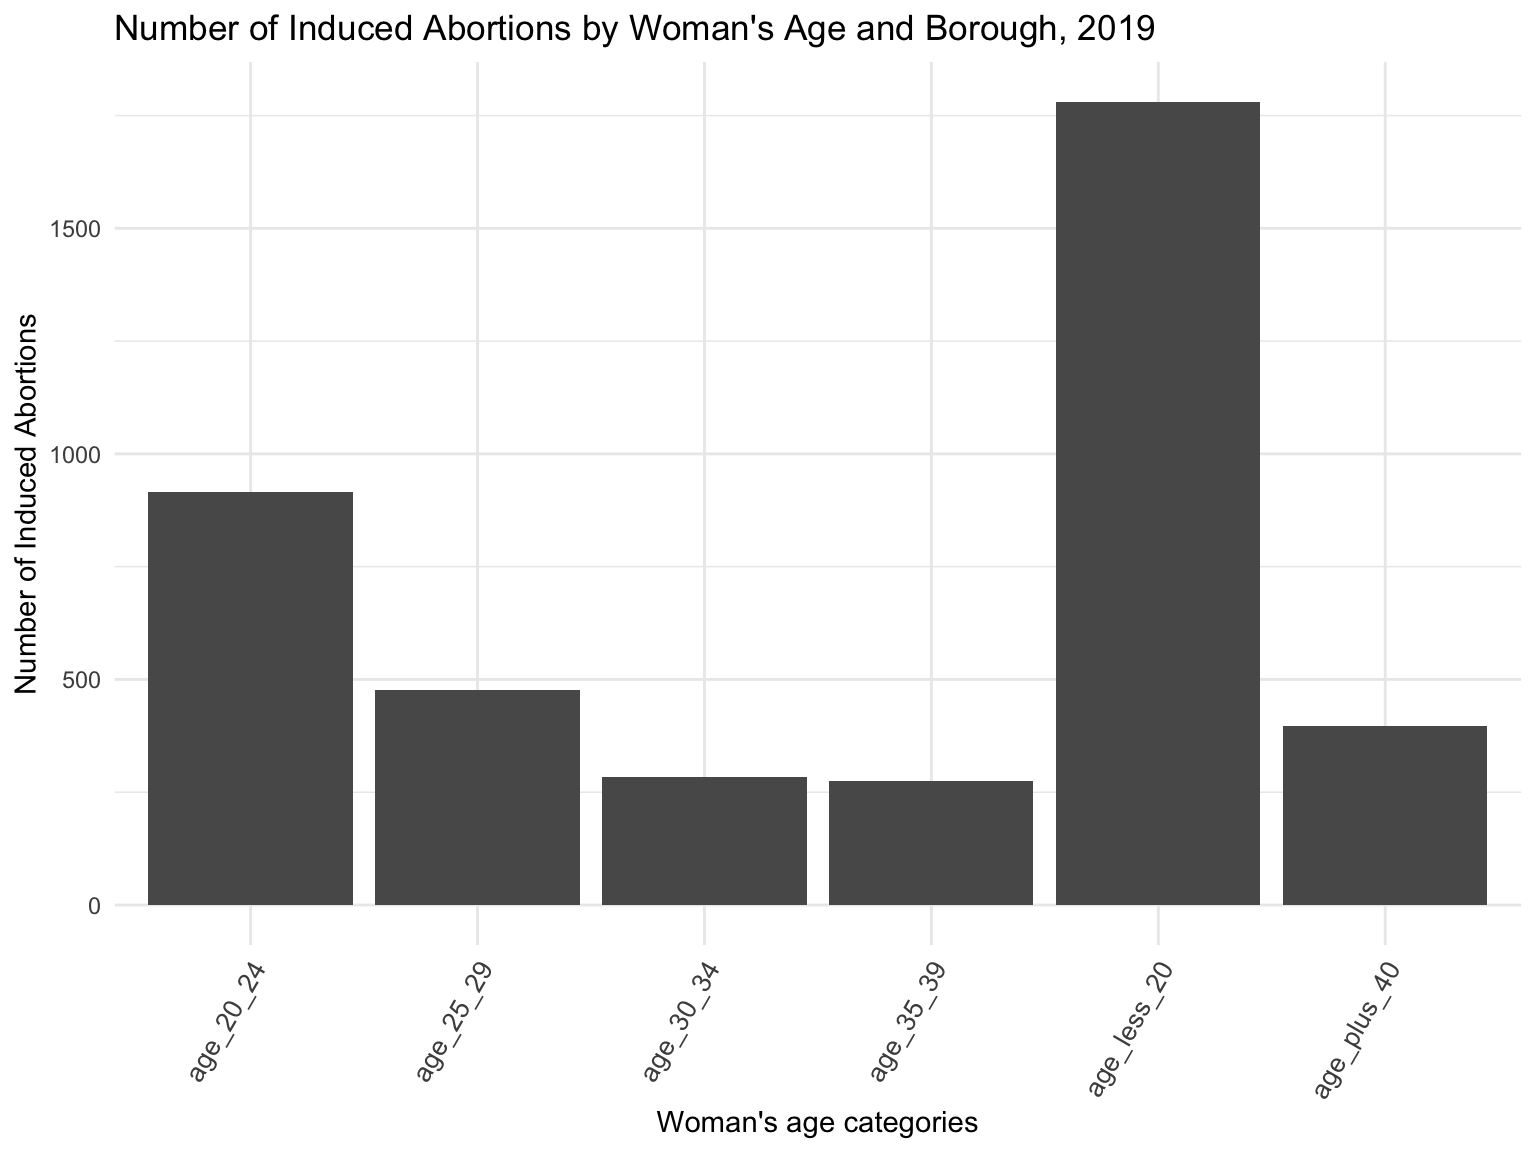 Number of Induced Abortions by Woman's Age and Borough, 2019
Number of Induced Abortions
1500
1000
500
0
age_20_24
age_25_29
age_30_34
age_35_39
age_less_20
age_plus_40
Woman's age categories